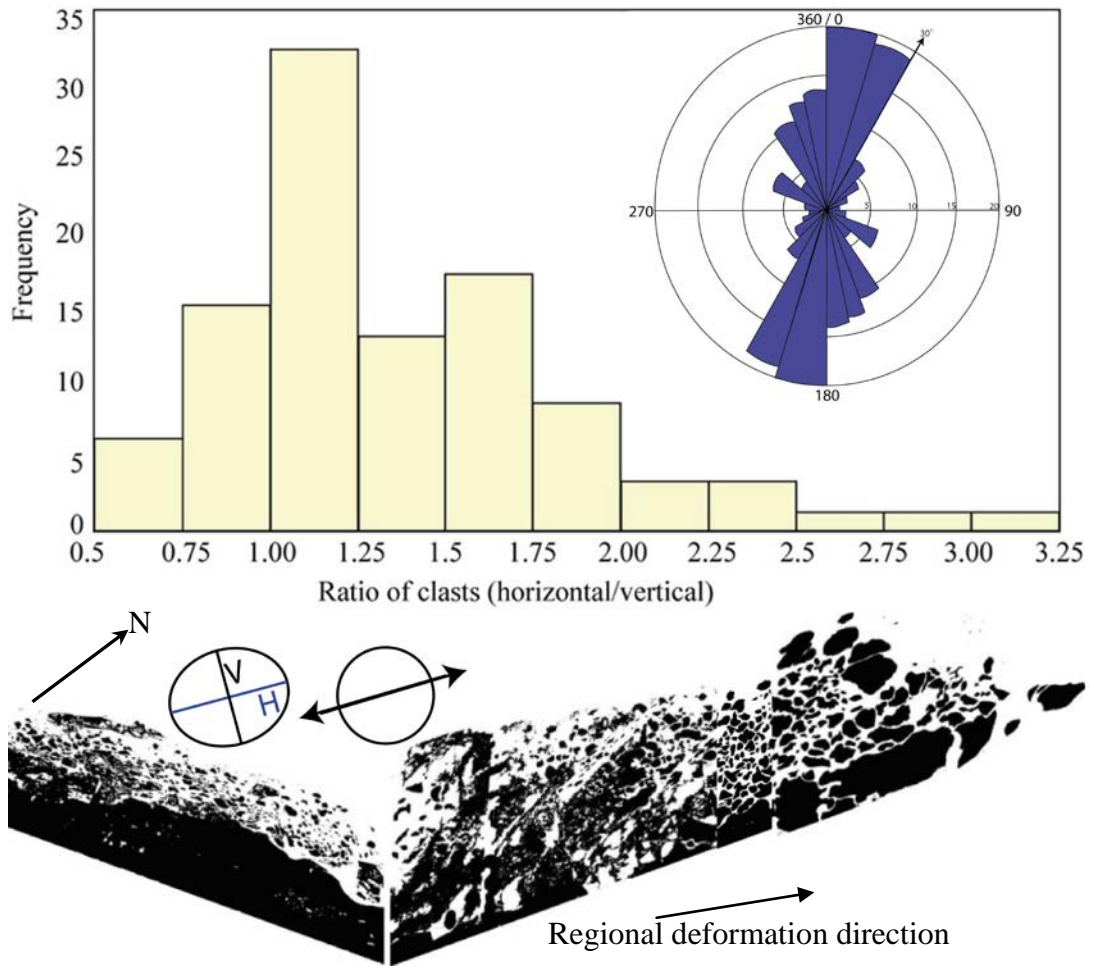 35
30
25
20
15
10
5
0
Frequency
0.5 0.75 1.00 1.25 1.5 1.75 2.00 2.25 2.5 2.75 3.00 3.25
Ratio of clasts (horizontal/vertical)
360 / 0
30°
270
5 10 15 20
90
180
N
V
H
Regional deformation direction